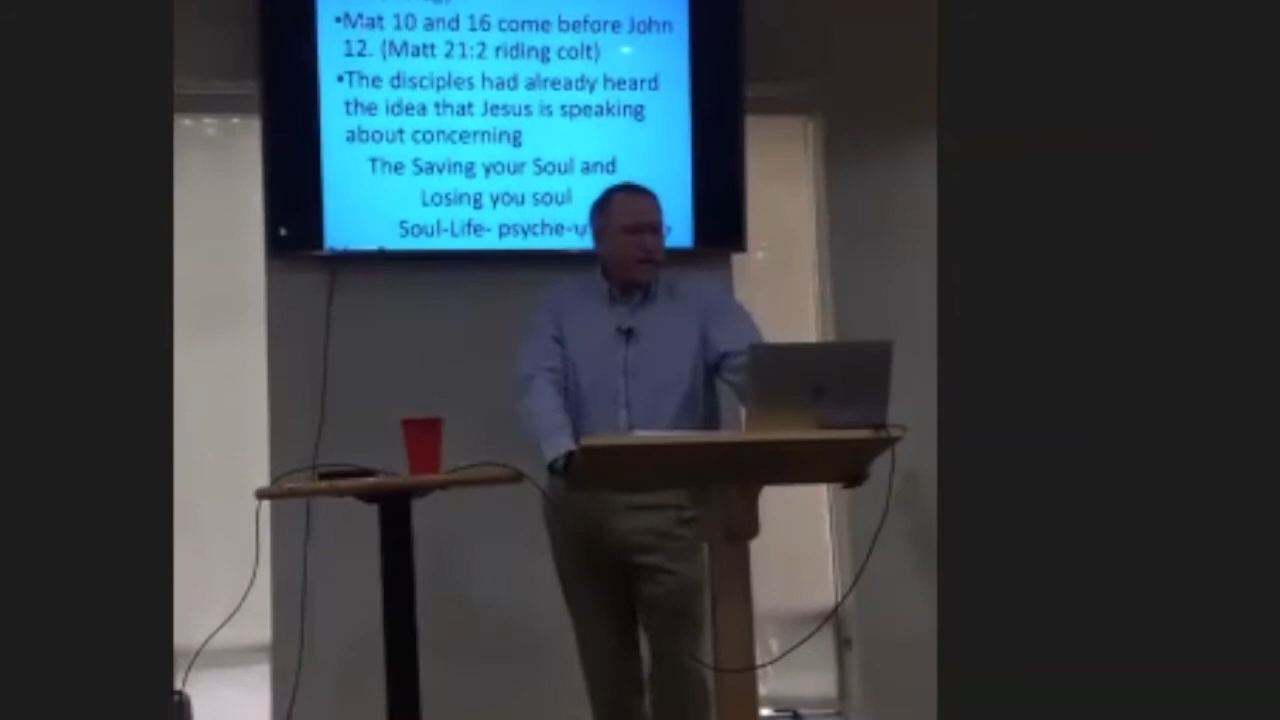 •Mat 10 and 16 come before John
12. (Matt 21:2 riding colt)
•The disciples had already heard
the idea that Jesus is speaking
about concerning
The Saving your Soul and
Losing you soul
Soul-Life- psyche-